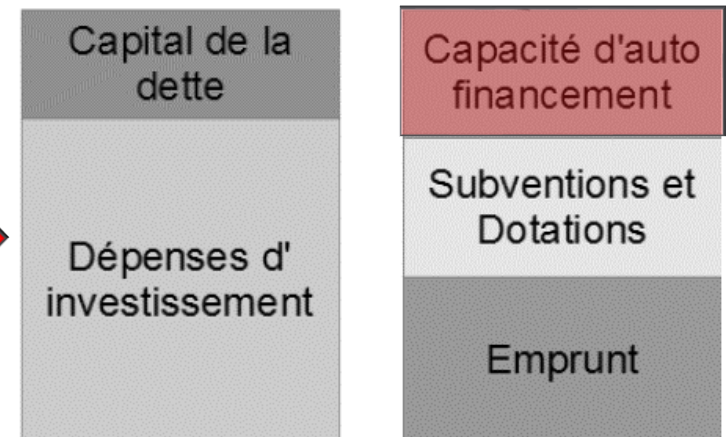 Capital de la
dette
Dépenses d'
investissement
Capacité d'auto
financement
Subventions et
Dotations
Emprunt